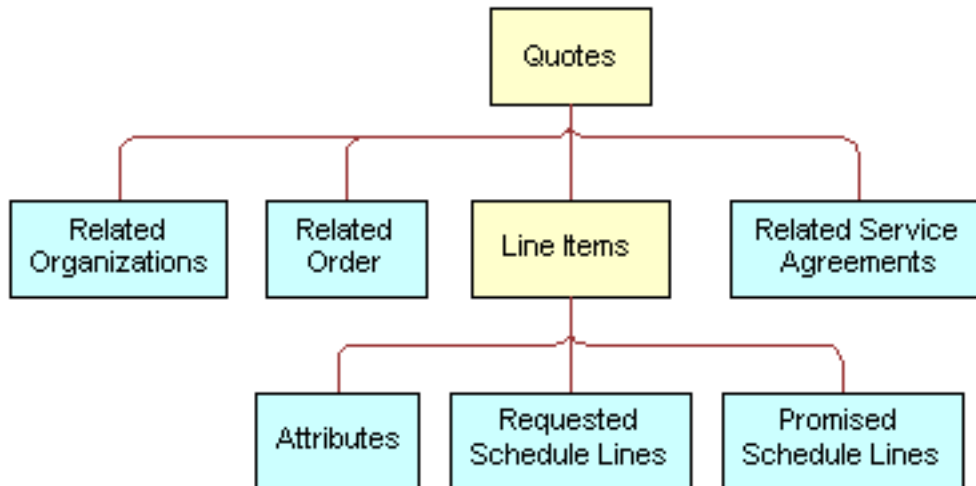 Quotes
Related
Organizations
Related
Order
Line Items
Related Service
Agreements
Attributes
Requested
Schedule Lines
Promised
Schedule Lines